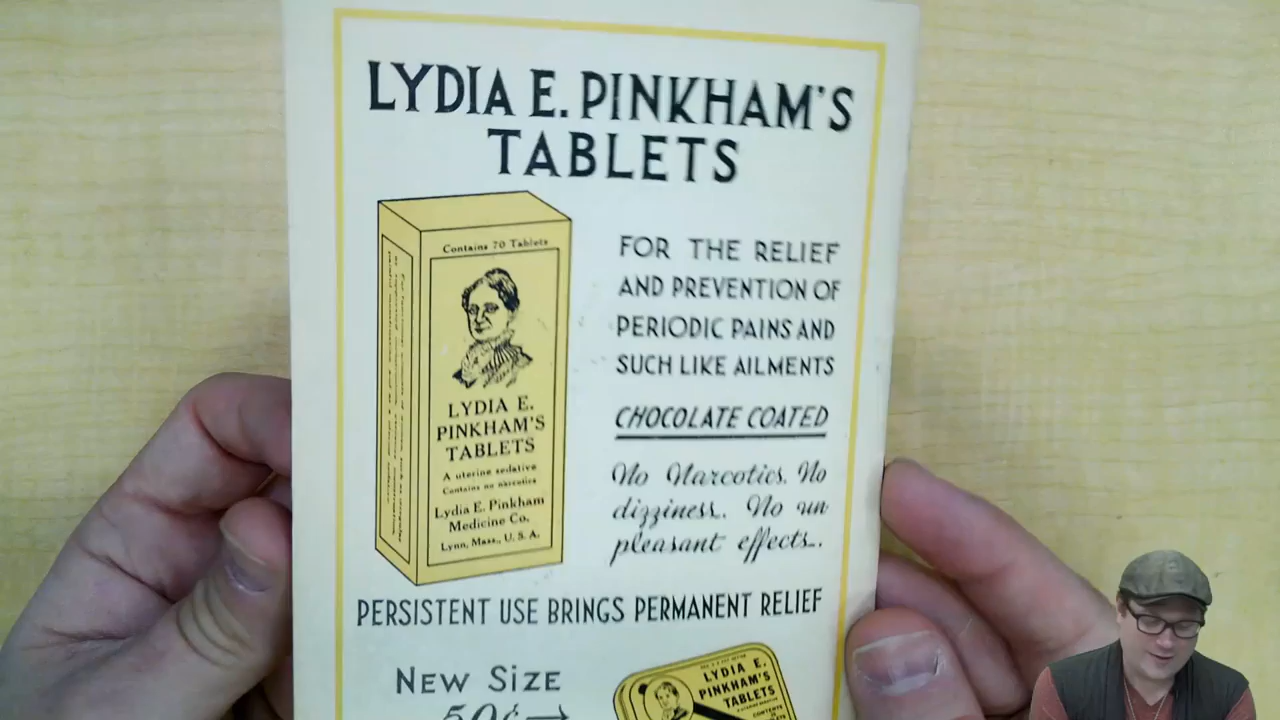 LYDIA E. PINKHAM'S
TABLETS
Contains 70 Tablets
LYDIA E.
PINKHAM'S
TABLETS
A uterine sedative
Contains no narcotics
Lydia E. Pinkham
Medicine Co.
Lynn, Mass., U. S. A.
FOR THE RELIEF
AND PREVENTION OF
PERIODIC PAINS AND
SUCH LIKE AILMENTS
CHOCOLATE COATED
No Narcotics. No
dizziness. No un
pleasant effects.
PERSISTENT USE BRINGS PERMANENT RELIEF
NEW SIZE
50¢
LYDIA E.
PINKHAM'S
TABLETS